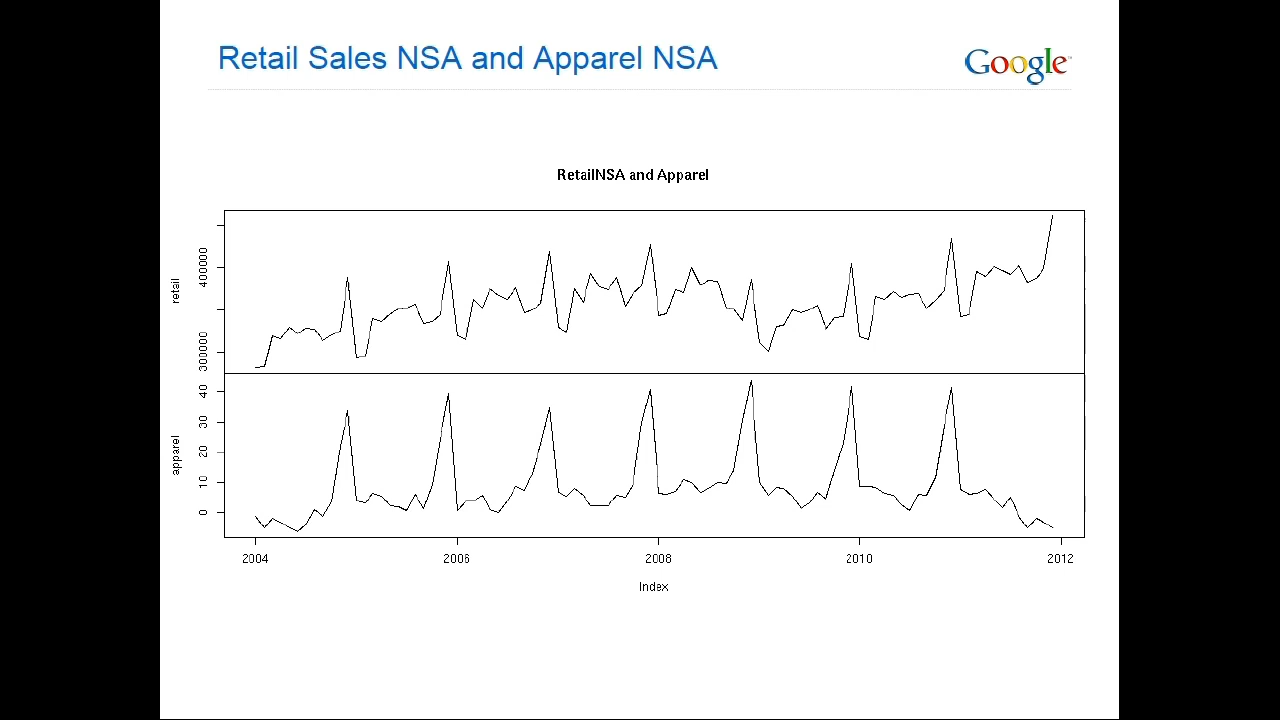 Retail Sales NSA and Apparel NSA
Google™
RetailNSA and Apparel
retail
400000
300000
apparel
40
30
20
10
0
2004 2006 2008 2010 2012
Index